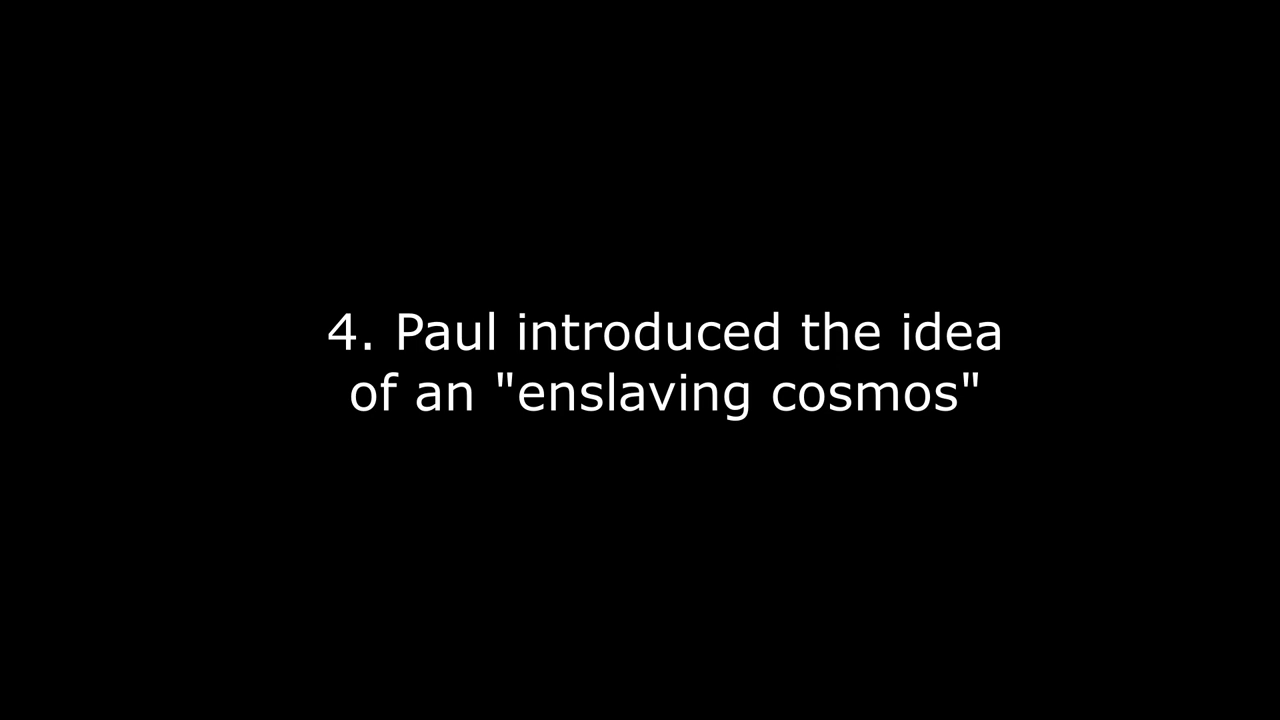 4. Paul introduced the idea
of an "enslaving cosmos"